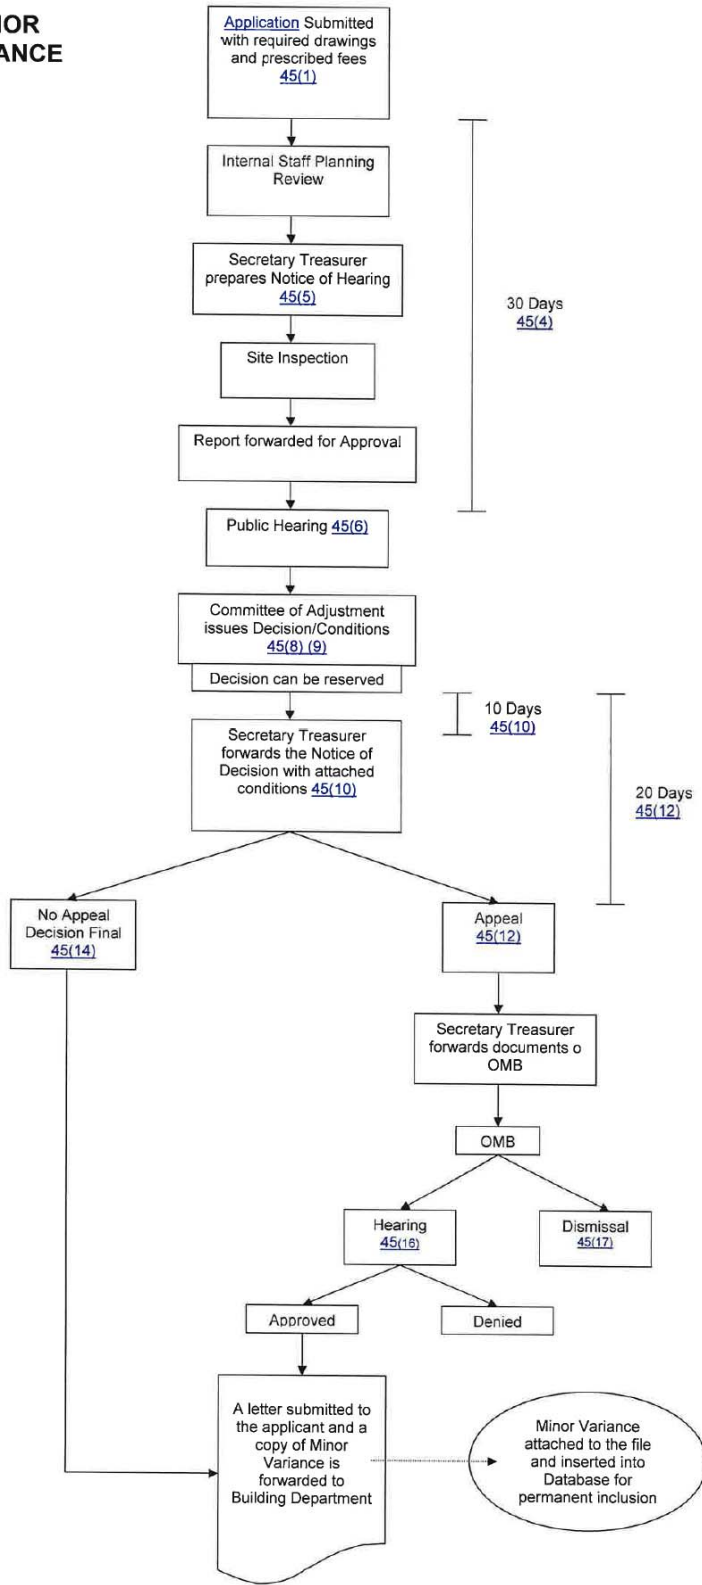 IOR
ANCE
Application Submitted
with required drawings
and prescribed fees
45(1)
Internal Staff Planning
Review
Secretary Treasurer
prepares Notice of Hearing
45(5)
30 Days
45(4)
Site Inspection
Report forwarded for Approval
Public Hearing 45(6)
Committee of Adjustment
issues Decision/Conditions
45(8) (9)
Decision can be reserved
10 Days
45(10)
Secretary Treasurer
forwards the Notice of
Decision with attached
conditions 45(10)
20 Days
45(12)
No Appeal
Decision Final
45(14)
Appeal
45(12)
Secretary Treasurer
forwards documents o
OMB
OMB
Hearing
45(16)
Dismissal
45(17)
Approved
Denied
A letter submitted to
the applicant and a
copy of Minor
Variance is
forwarded to
Building Department
Minor Variance
attached to the file
and inserted into
Database for
permanent inclusion